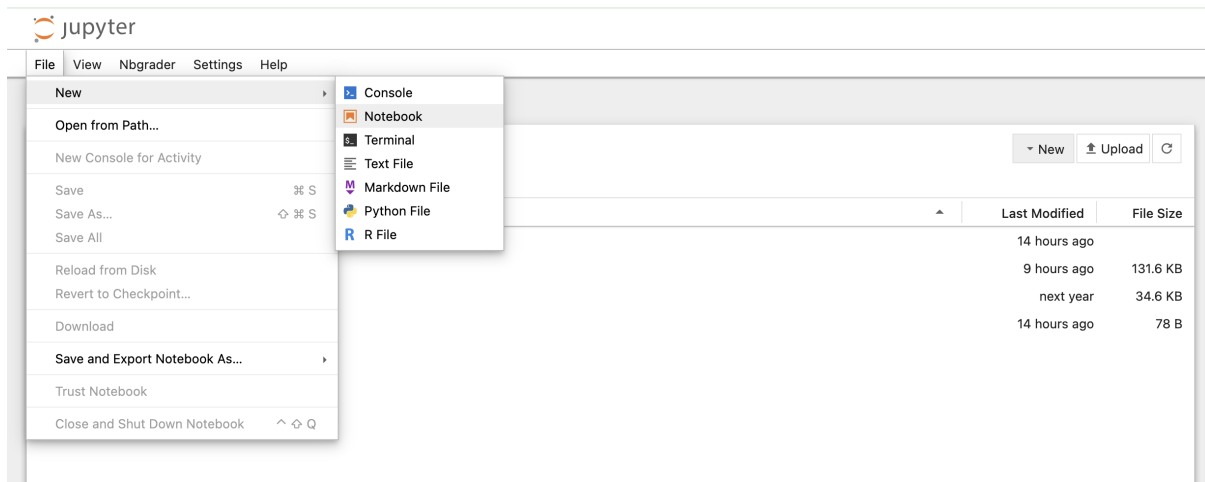 jupyter
File View Nbgrader Settings Help
New
Open from Path...
New Console for Activity
Save ⌘ S
Save As... ⇧ ⌘ S
Save All
Reload from Disk
Revert to Checkpoint...
Download
Save and Export Notebook As...
Trust Notebook
Close and Shut Down Notebook ^ ⇧ Q
Console
Notebook
Terminal
Text File
Markdown File
Python File
R File
New Upload
Last Modified File Size
14 hours ago
9 hours ago 131.6 KB
next year 34.6 KB
14 hours ago 78 B